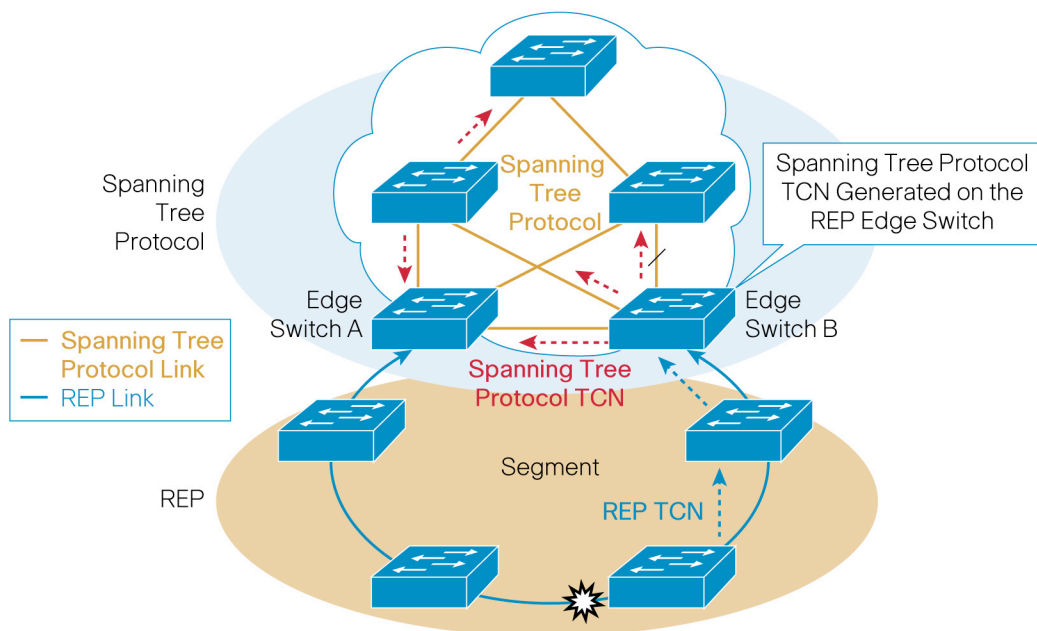 Spanning
Tree
Protocol
Spanning
Tree
Protocol
Spanning Tree Protocol
TCN Generated on the
REP Edge Switch
Edge
Switch A
Edge
Switch B
Spanning Tree
Protocol Link
REP Link
Spanning Tree
Protocol TCN
Segment
REP
REP TCN